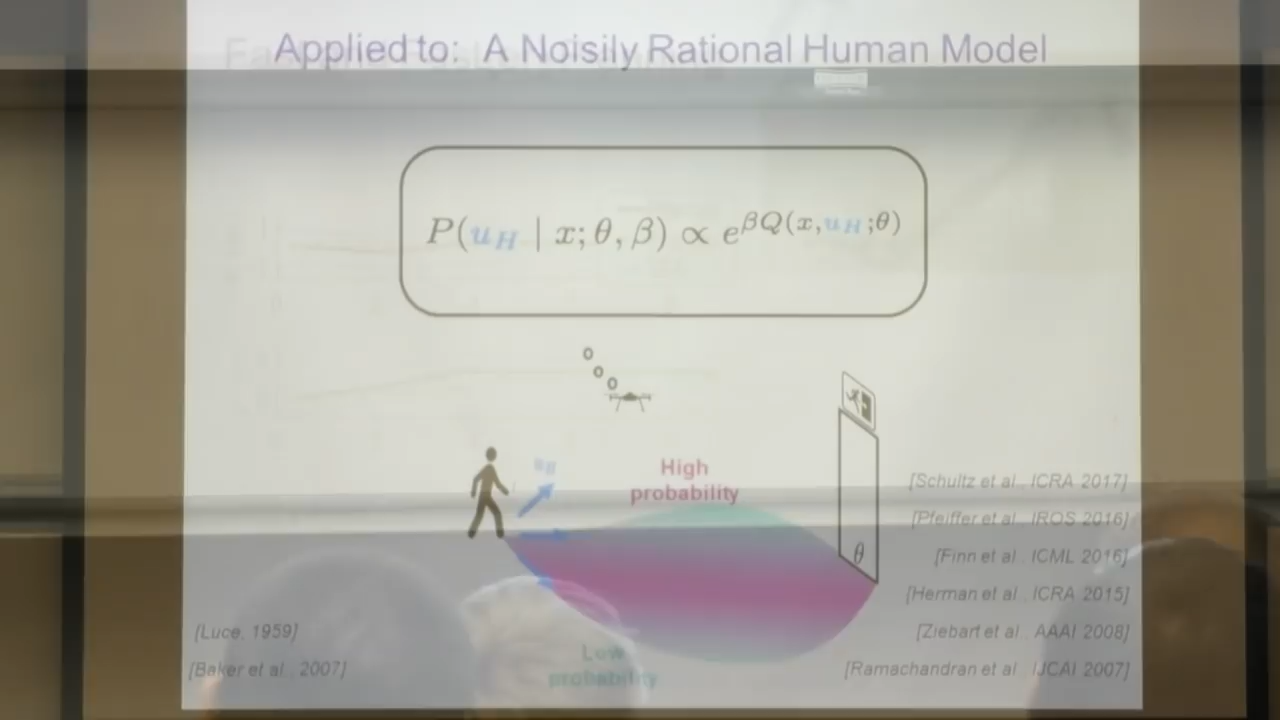 Applied to: A Noisily Rational Human Model
P(u_H | x; θ, β) ∝ e^{βQ(x,u_H;θ)}
u_H
High
probability
θ
Low
probability
[Luce, 1959]
[Baker et al., 2007]
[Schultz et al., ICRA 2017]
[Pfeiffer et al., IROS 2016]
[Finn et al., ICML 2016]
[Herman et al., ICRA 2015]
[Ziebart et al., AAAI 2008]
[Ramachandran et al., IJCAI 2007]